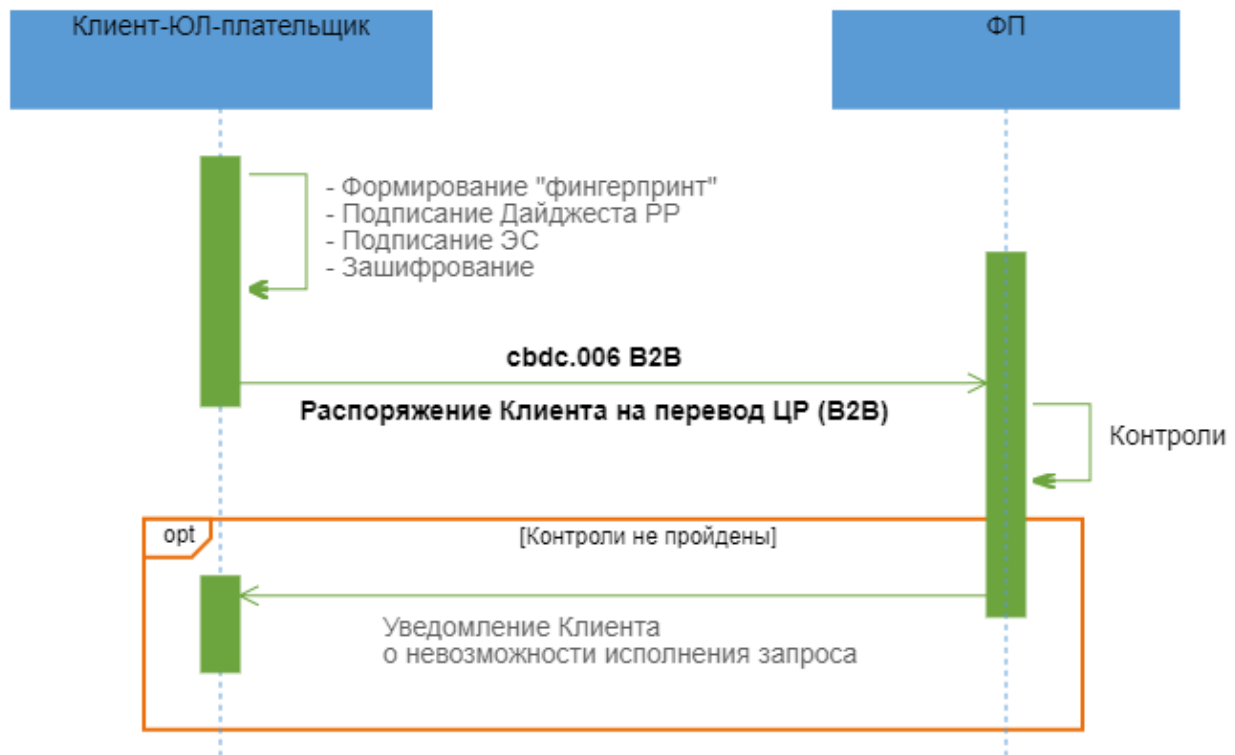 Клиент-ЮЛ-плательщик
ФП
- Формирование "фингерпринт"
- Подписание Дайджеста РР
- Подписание ЭС
- Зашифрование
cbdc.006 B2B
Распоряжение Клиента на перевод ЦР (B2B)
Контроли
opt
[Контроли не пройдены]
Уведомление Клиента
о невозможности исполнения запроса